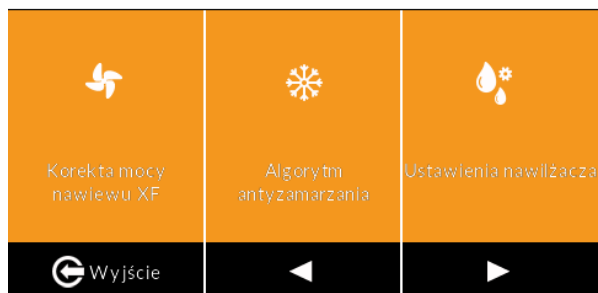 Korekta mocy
nawiewu XF
Algorytm
antyzamarzania
Ustawienia nawilżacza
Wyjście